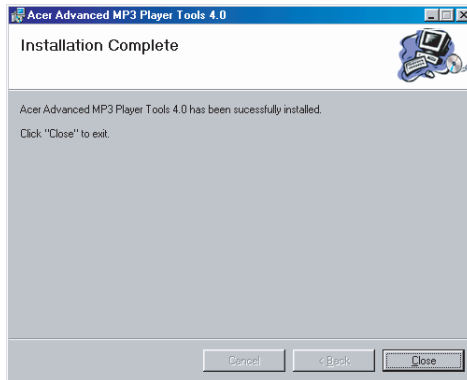 Acer Advanced MP3 Player Tools 4.0
Installation Complete
Acer Advanced MP3 Player Tools 4.0 has been sucessfully installed.
Click "Close" to exit.
Cancel
< Back
Close